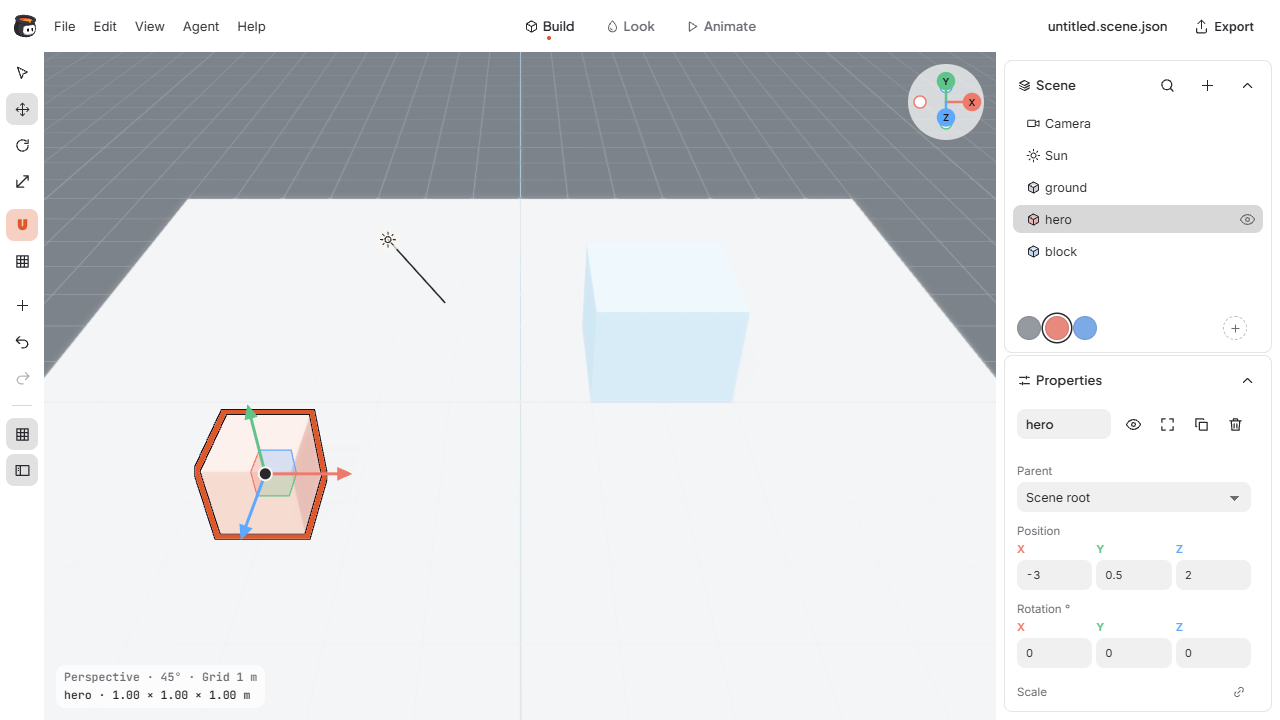 File Edit View Agent Help
Build Look Animate
untitled.scene.json Export
Y
X
Z
Scene
Camera
Sun
ground
hero
block
Properties
hero
Parent
Scene root
Position
X Y Z
-3 0.5 2
Rotation °
X Y Z
0 0 0
Scale
Perspective · 45° · Grid 1 m
hero · 1.00 × 1.00 × 1.00 m